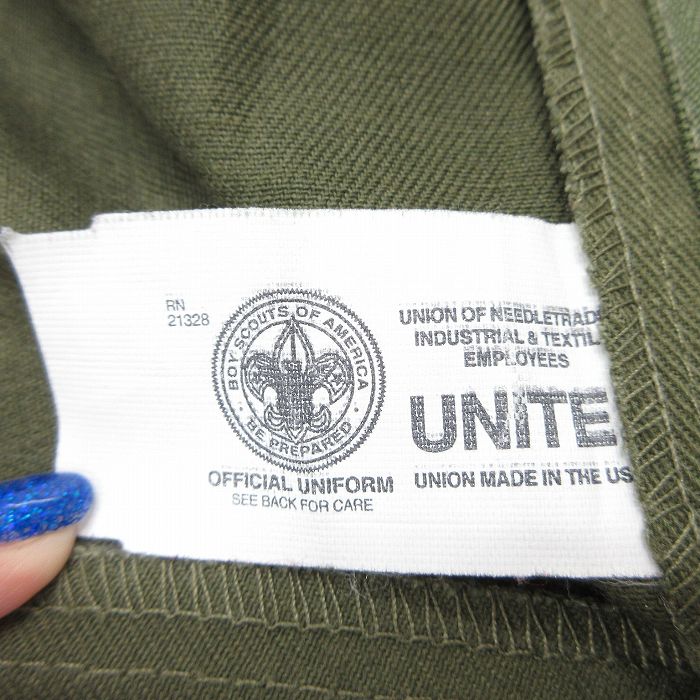 RN
21328
BOY SCOUTS OF AMERICA
BE PREPARED
OFFICIAL UNIFORM
SEE BACK FOR CARE
UNION OF NEEDLETRADE
INDUSTRIAL & TEXTIL
EMPLOYEES
UNITE
UNION MADE IN THE US